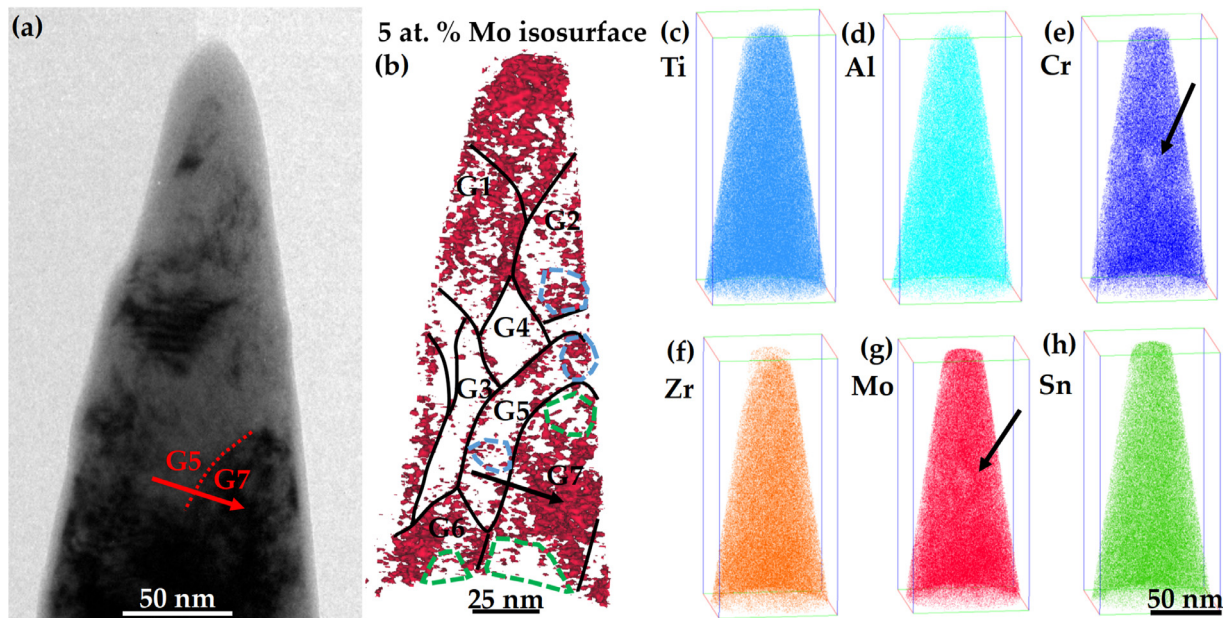 (a)
G5
G7
50 nm
5 at. % Mo isosurface
(b)
G1
G2
G4
G3
G5
G7
G6
25 nm
(c)
Ti
(d)
Al
(e)
Cr
(f)
Zr
(g)
Mo
(h)
Sn
50 nm